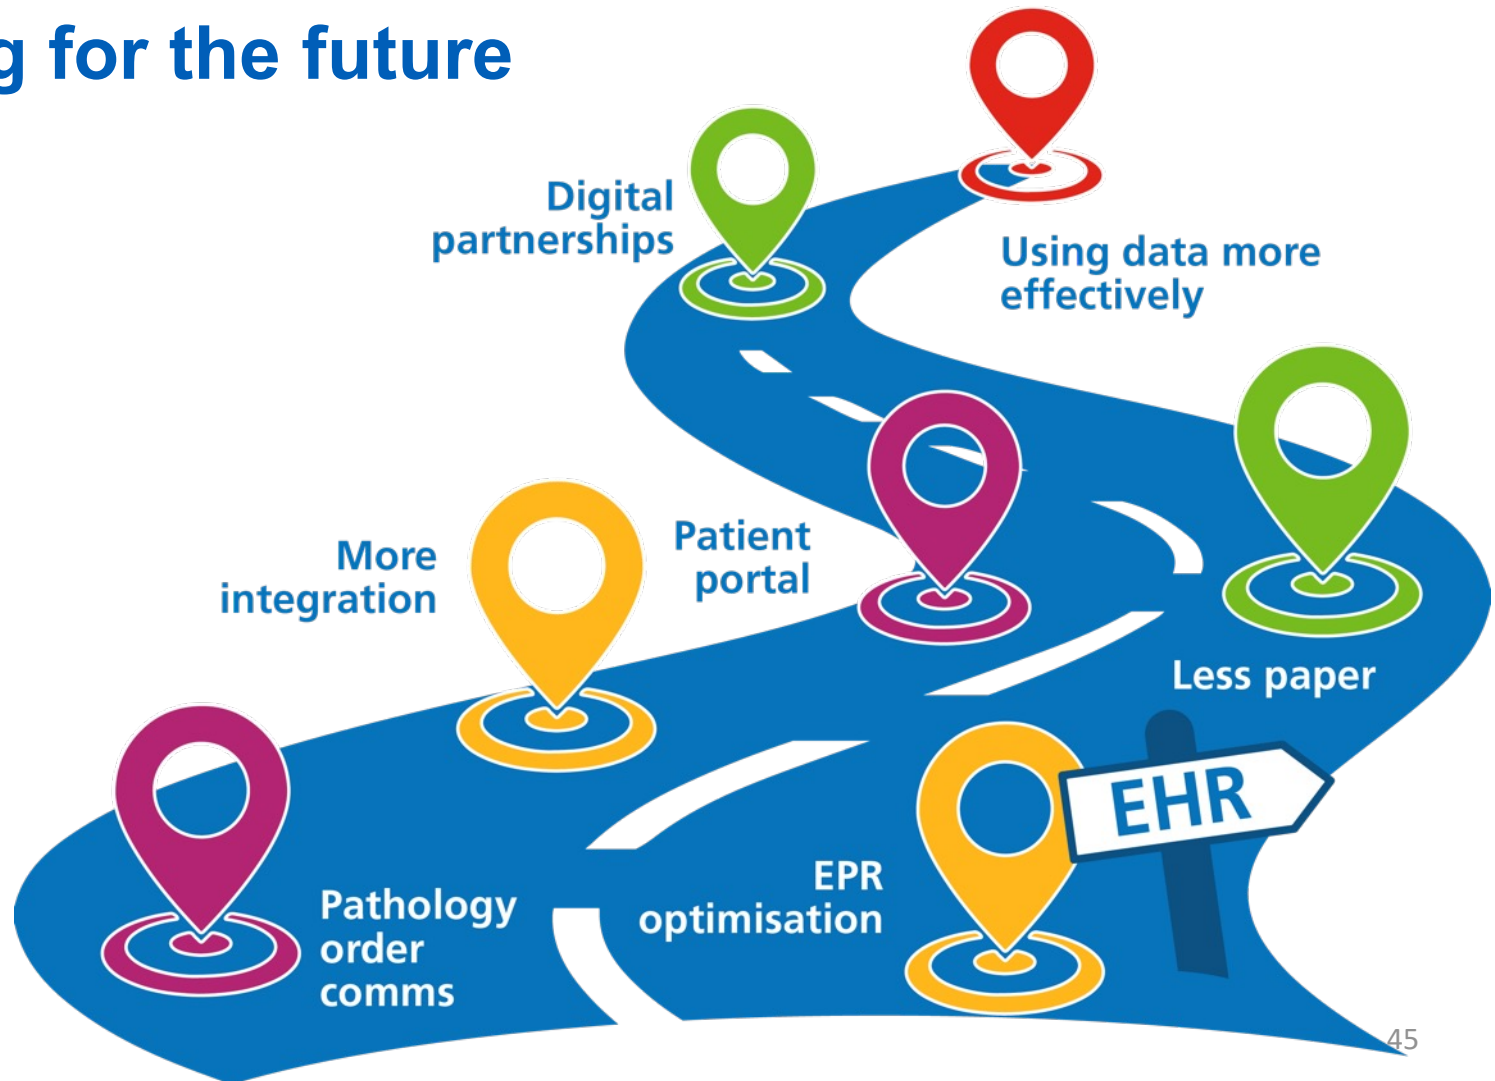 g for the future
Digital
partnerships
Using data more
effectively
More
integration
Patient
portal
Less paper
EHR
EPR
optimisation
Pathology
order
comms
45